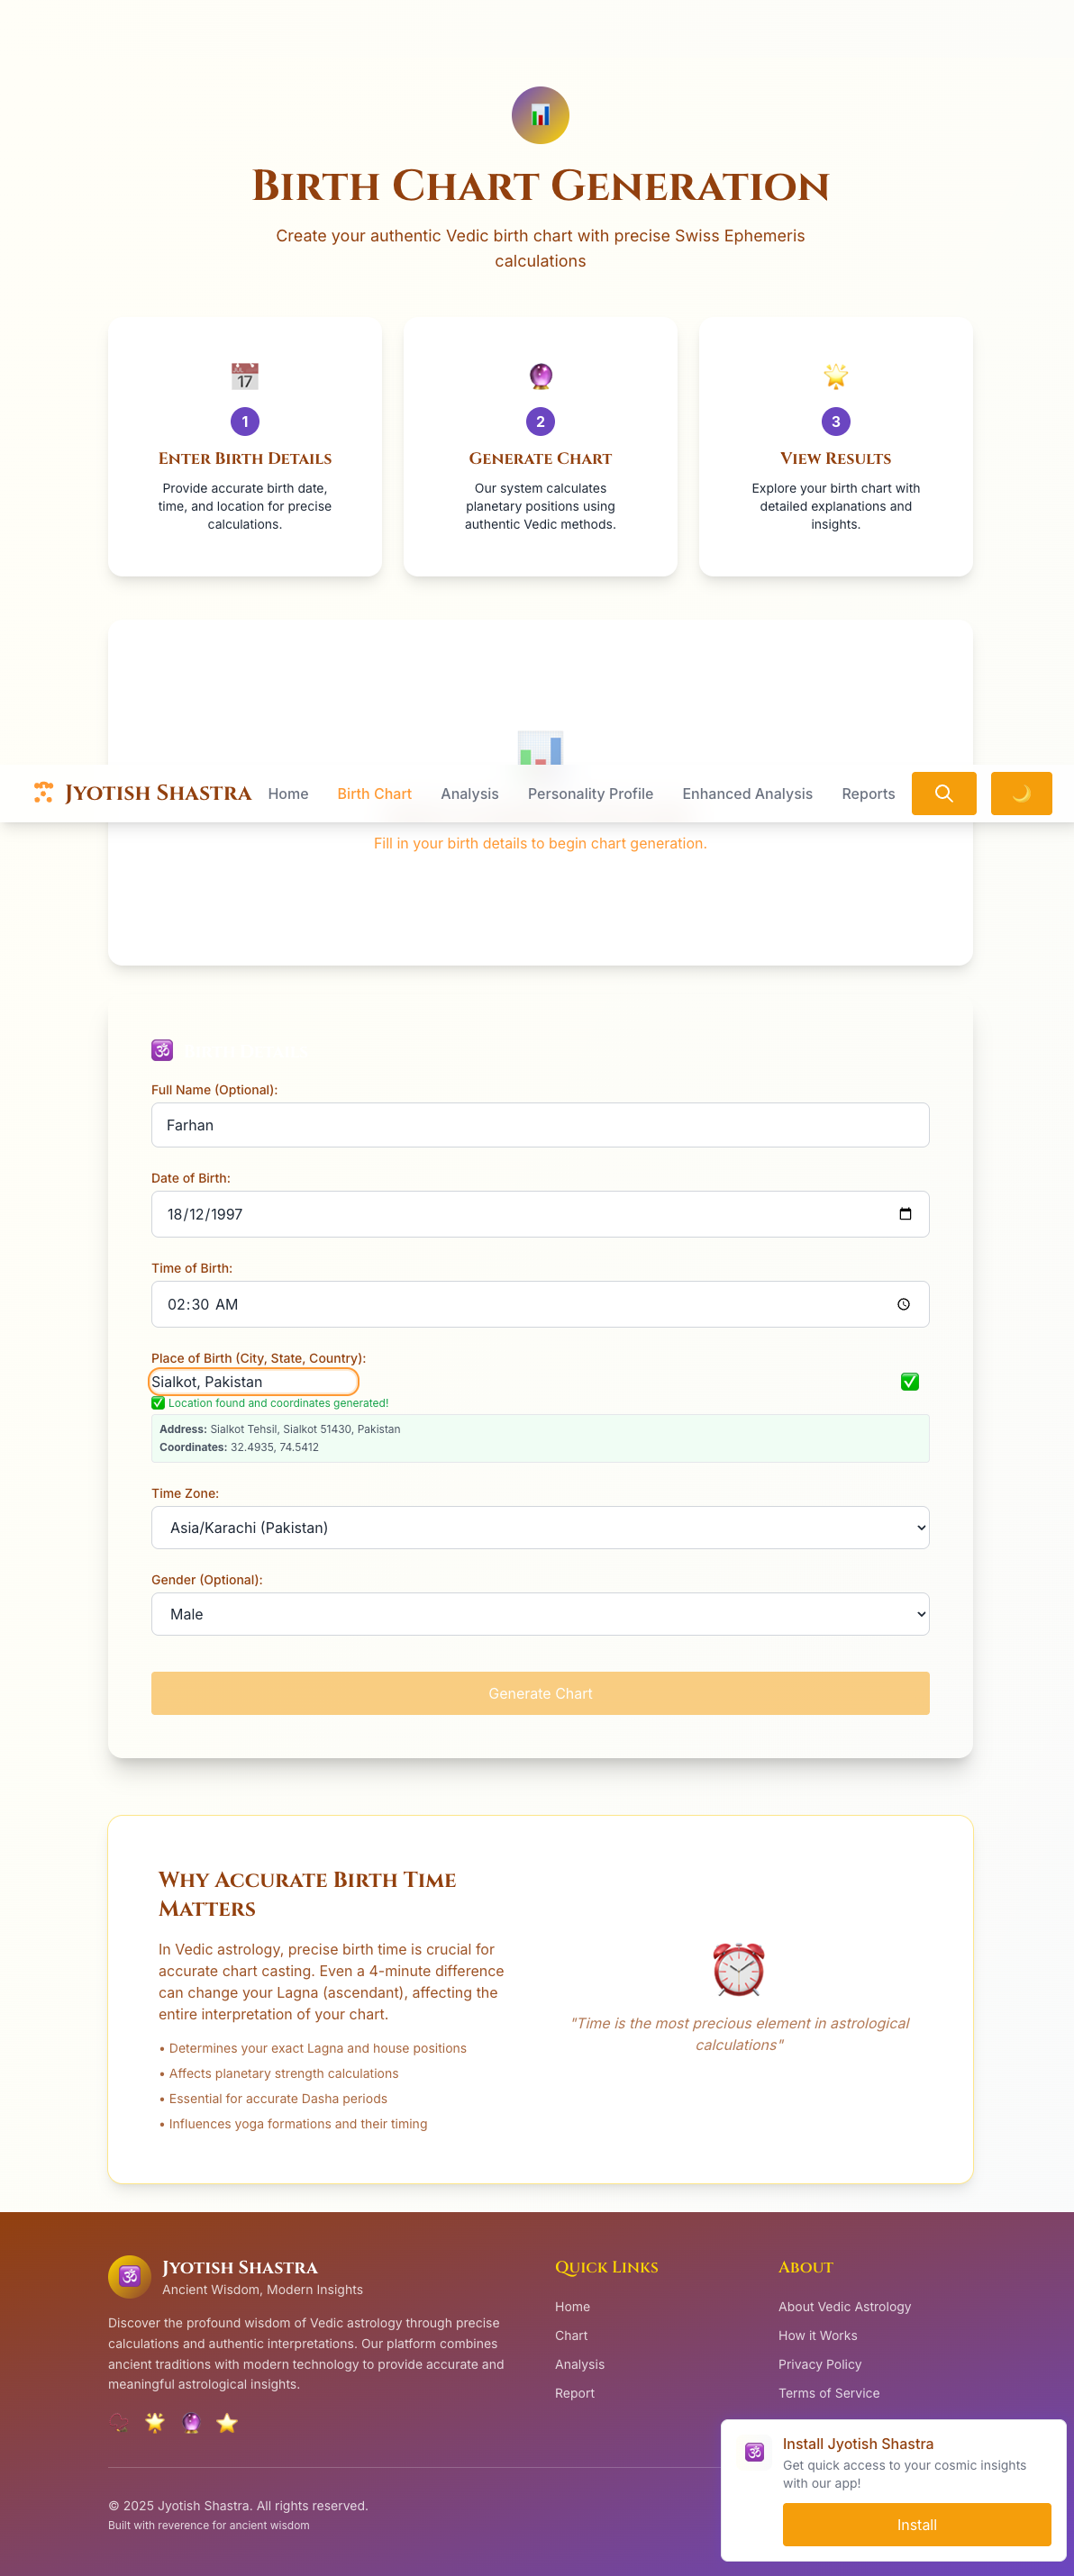 Birth Chart Generation
Create your authentic Vedic birth chart with precise Swiss Ephemeris
calculations
17
1
Enter Birth Details
Provide accurate birth date,
time, and location for precise
calculations.
2
Generate Chart
Our system calculates
planetary positions using
authentic Vedic methods.
3
View Results
Explore your birth chart with
detailed explanations and
insights.
Jyotish Shastra
Home
Birth Chart
Analysis
Personality Profile
Enhanced Analysis
Reports
Fill in your birth details to begin chart generation.
🕉
Full Name (Optional):
Farhan
Date of Birth:
18/12/1997
Time of Birth:
02:30 AM
Place of Birth (City, State, Country):
Sialkot, Pakistan
✅ Location found and coordinates generated!
Address: Sialkot Tehsil, Sialkot 51430, Pakistan
Coordinates: 32.4935, 74.5412
Time Zone:
Asia/Karachi (Pakistan)
Gender (Optional):
Male
Generate Chart
Why Accurate Birth Time
Matters
In Vedic astrology, precise birth time is crucial for
accurate chart casting. Even a 4-minute difference
can change your Lagna (ascendant), affecting the
entire interpretation of your chart.
• Determines your exact Lagna and house positions
• Affects planetary strength calculations
• Essential for accurate Dasha periods
• Influences yoga formations and their timing
"Time is the most precious element in astrological
calculations"
Jyotish Shastra
Ancient Wisdom, Modern Insights
Discover the profound wisdom of Vedic astrology through precise
calculations and authentic interpretations. Our platform combines
ancient traditions with modern technology to provide accurate and
meaningful astrological insights.
Quick Links
Home
Chart
Analysis
Report
About
About Vedic Astrology
How it Works
Privacy Policy
Terms of Service
© 2025 Jyotish Shastra. All rights reserved.
Built with reverence for ancient wisdom
Install Jyotish Shastra
Get quick access to your cosmic insights
with our app!
Install